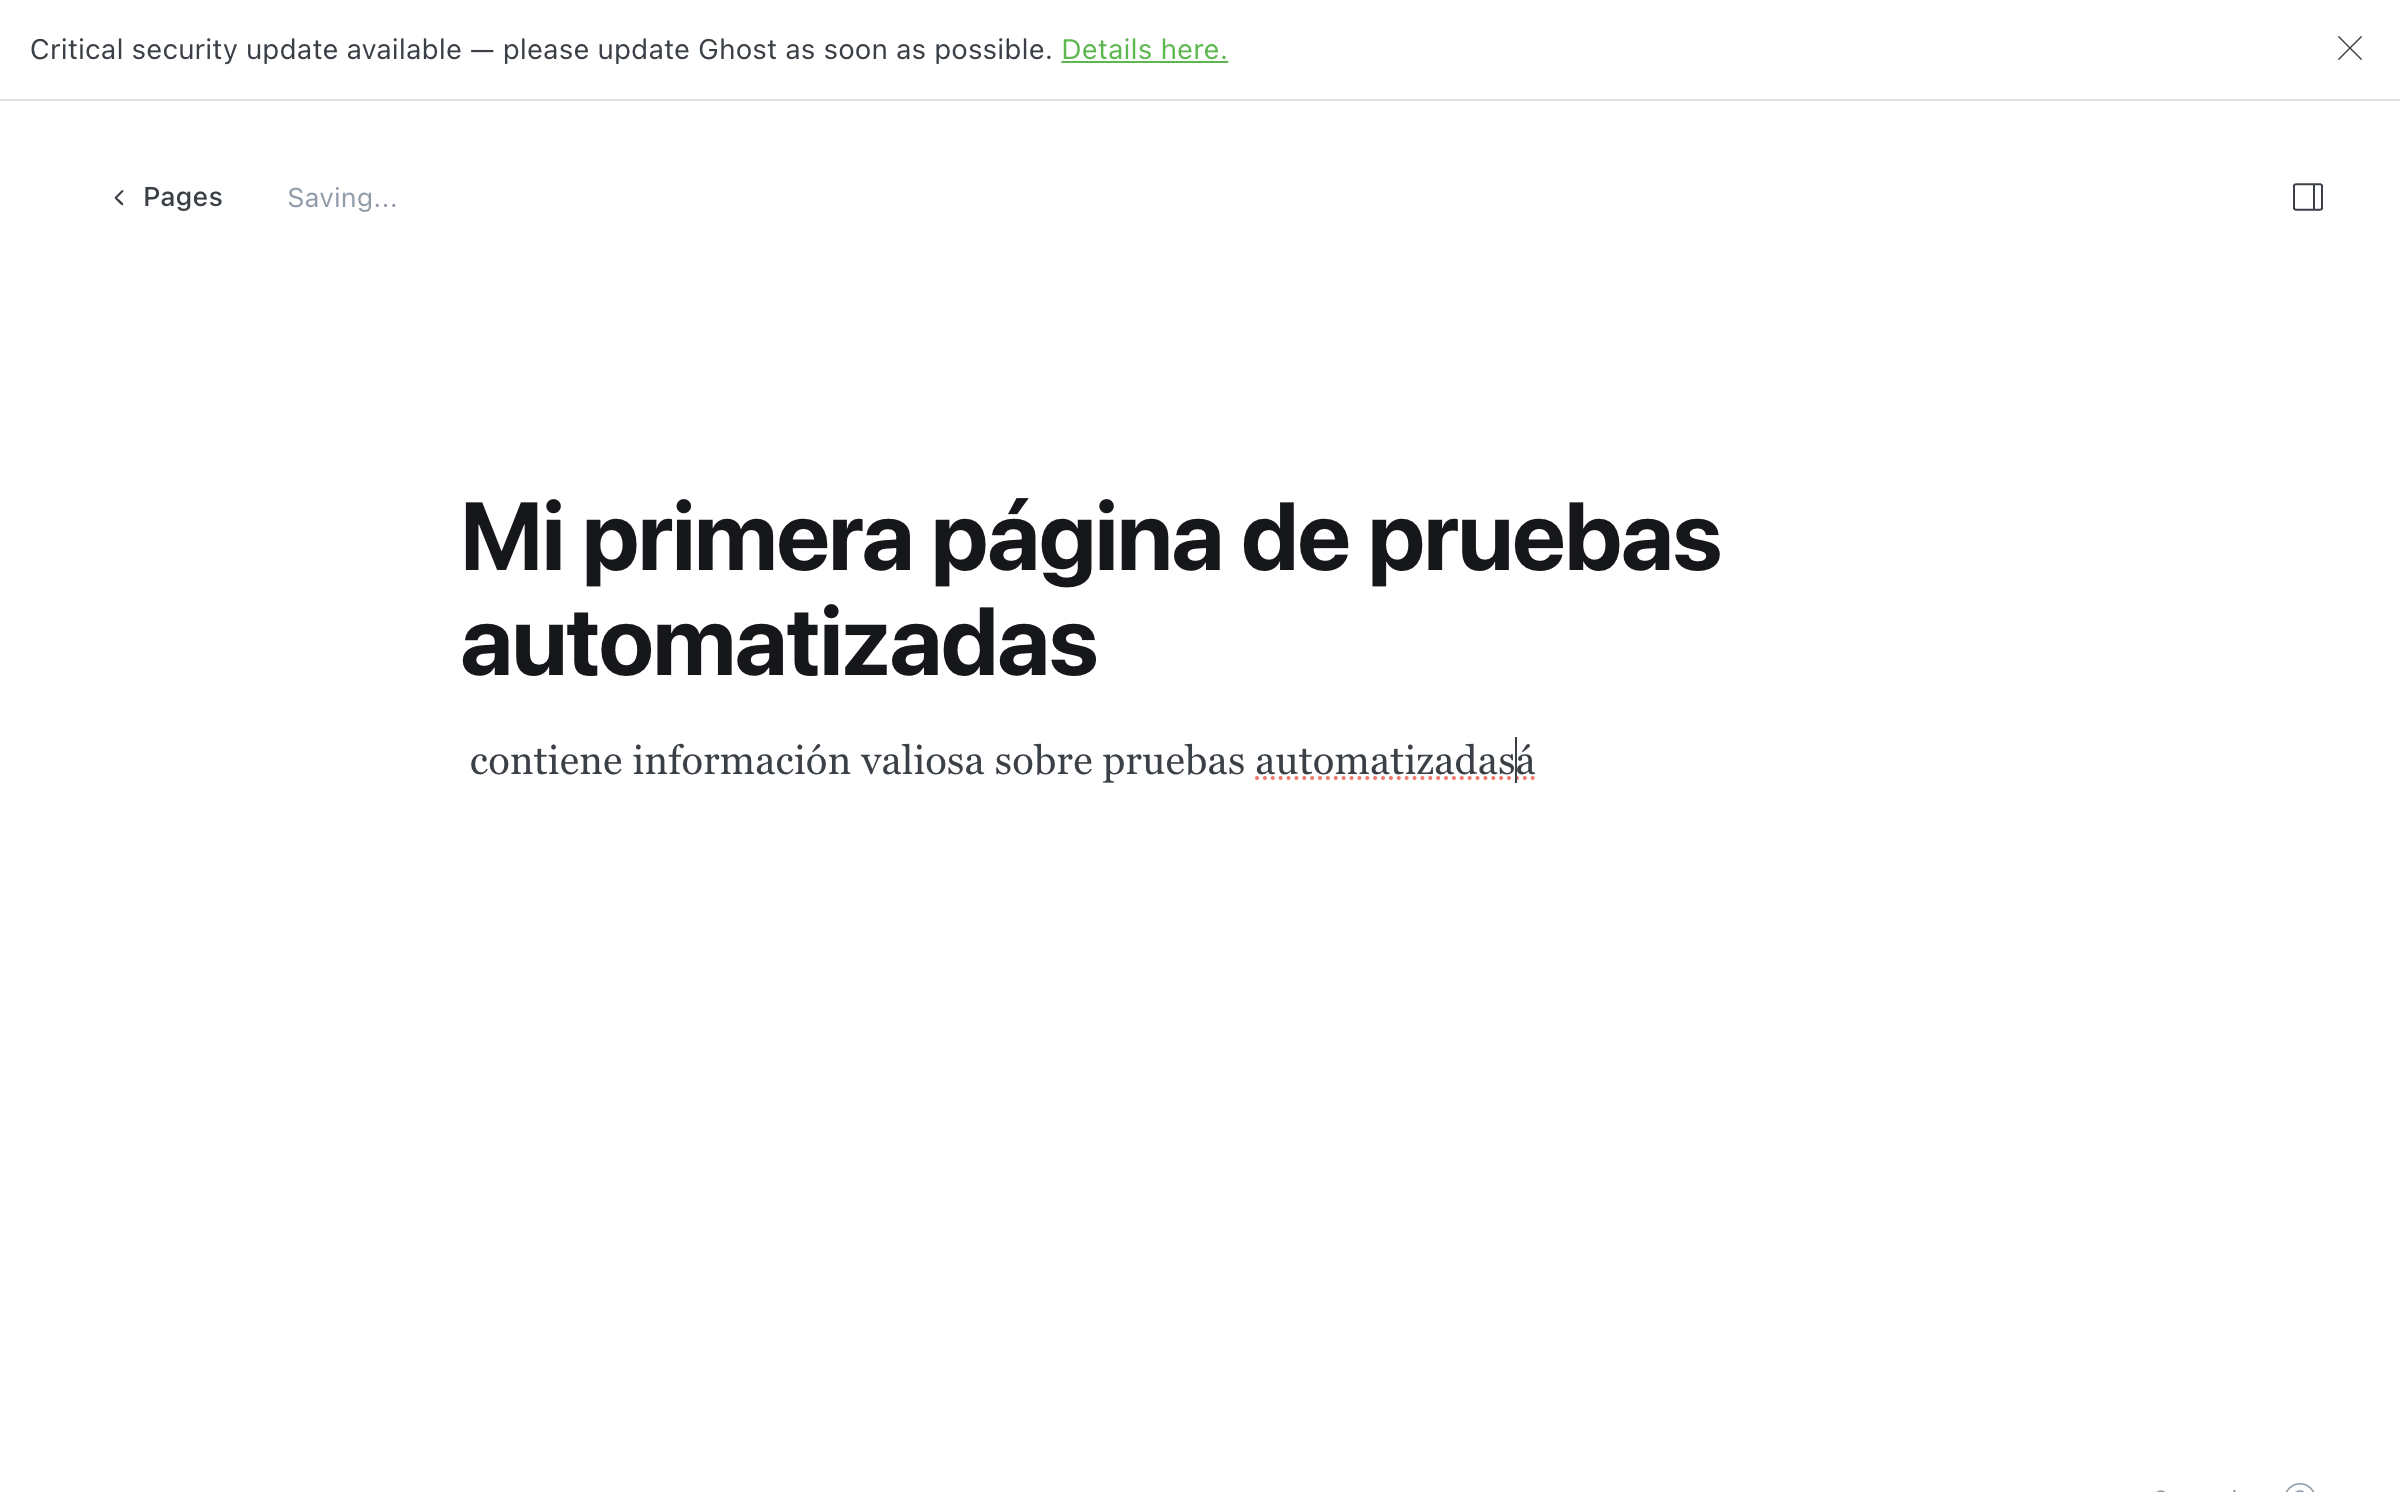 Critical security update available — please update Ghost as soon as possible. Details here.
Pages Saving...
Mi primera página de pruebas
automatizadas
contiene información valiosa sobre pruebas automatizadasá